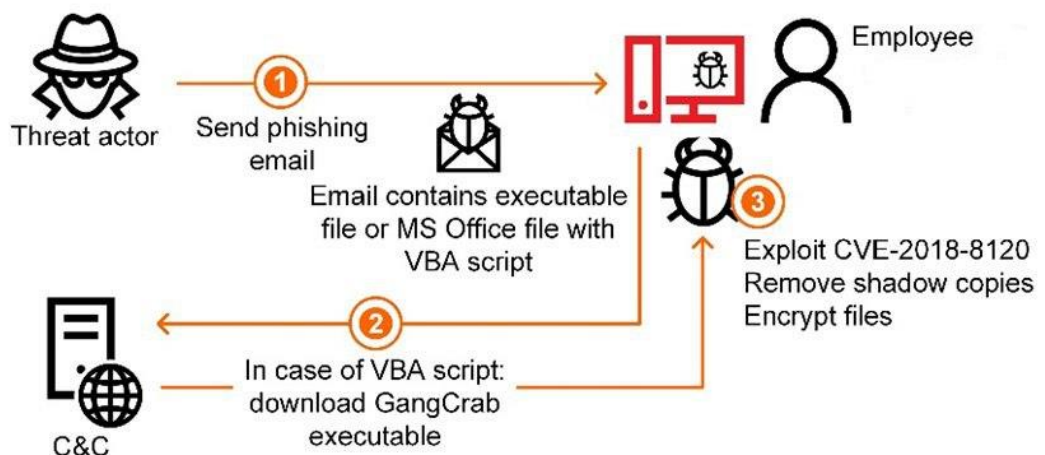 Threat actor
1
Send phishing
email
Email contains executable
file or MS Office file with
VBA script
Employee
3
Exploit CVE-2018-8120
Remove shadow copies
Encrypt files
2
In case of VBA script:
download GangCrab
executable
C&C